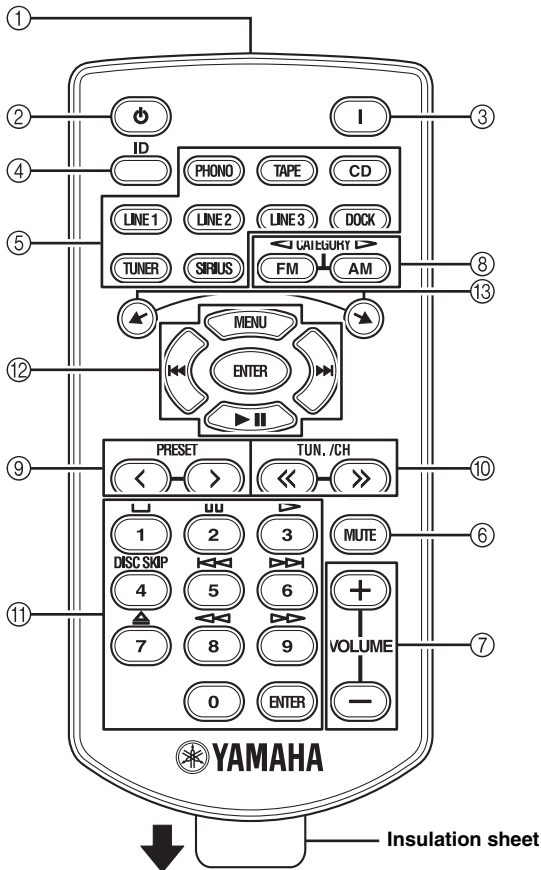 ①
②
③
ID
④
PHONO TAPE CD
⑤
LINE 1 LINE 2 LINE 3 DOCK
CATEGORY
TUNER SIRIUS FM AM
⑧
⑬
MENU
⑫
ENTER
PRESET TUN. /CH
⑨
⑩
1 2 3 MUTE
⑥
DISC SKIP
4 5 6
⑪
7 8 9 VOLUME
⑦
0 ENTER
YAMAHA
Insulation sheet